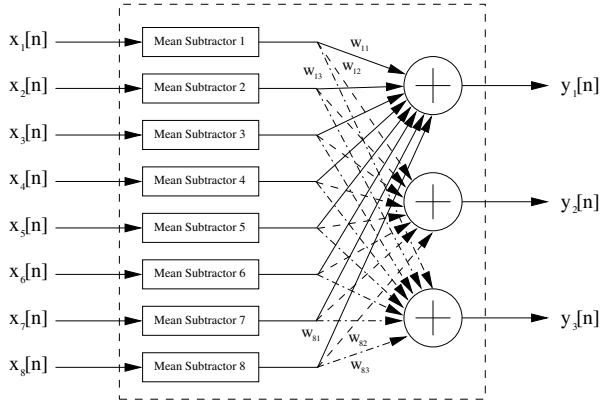 x₁[n] Mean Subtractor 1 w₁₁
w₁₃ w₁₂
x₂[n] Mean Subtractor 2 y₁[n]
x₃[n] Mean Subtractor 3
x₄[n] Mean Subtractor 4
y₂[n]
x₅[n] Mean Subtractor 5
x₆[n] Mean Subtractor 6
x₇[n] Mean Subtractor 7 y₃[n]
w₈₁ w₈₂
x₈[n] Mean Subtractor 8 w₈₃